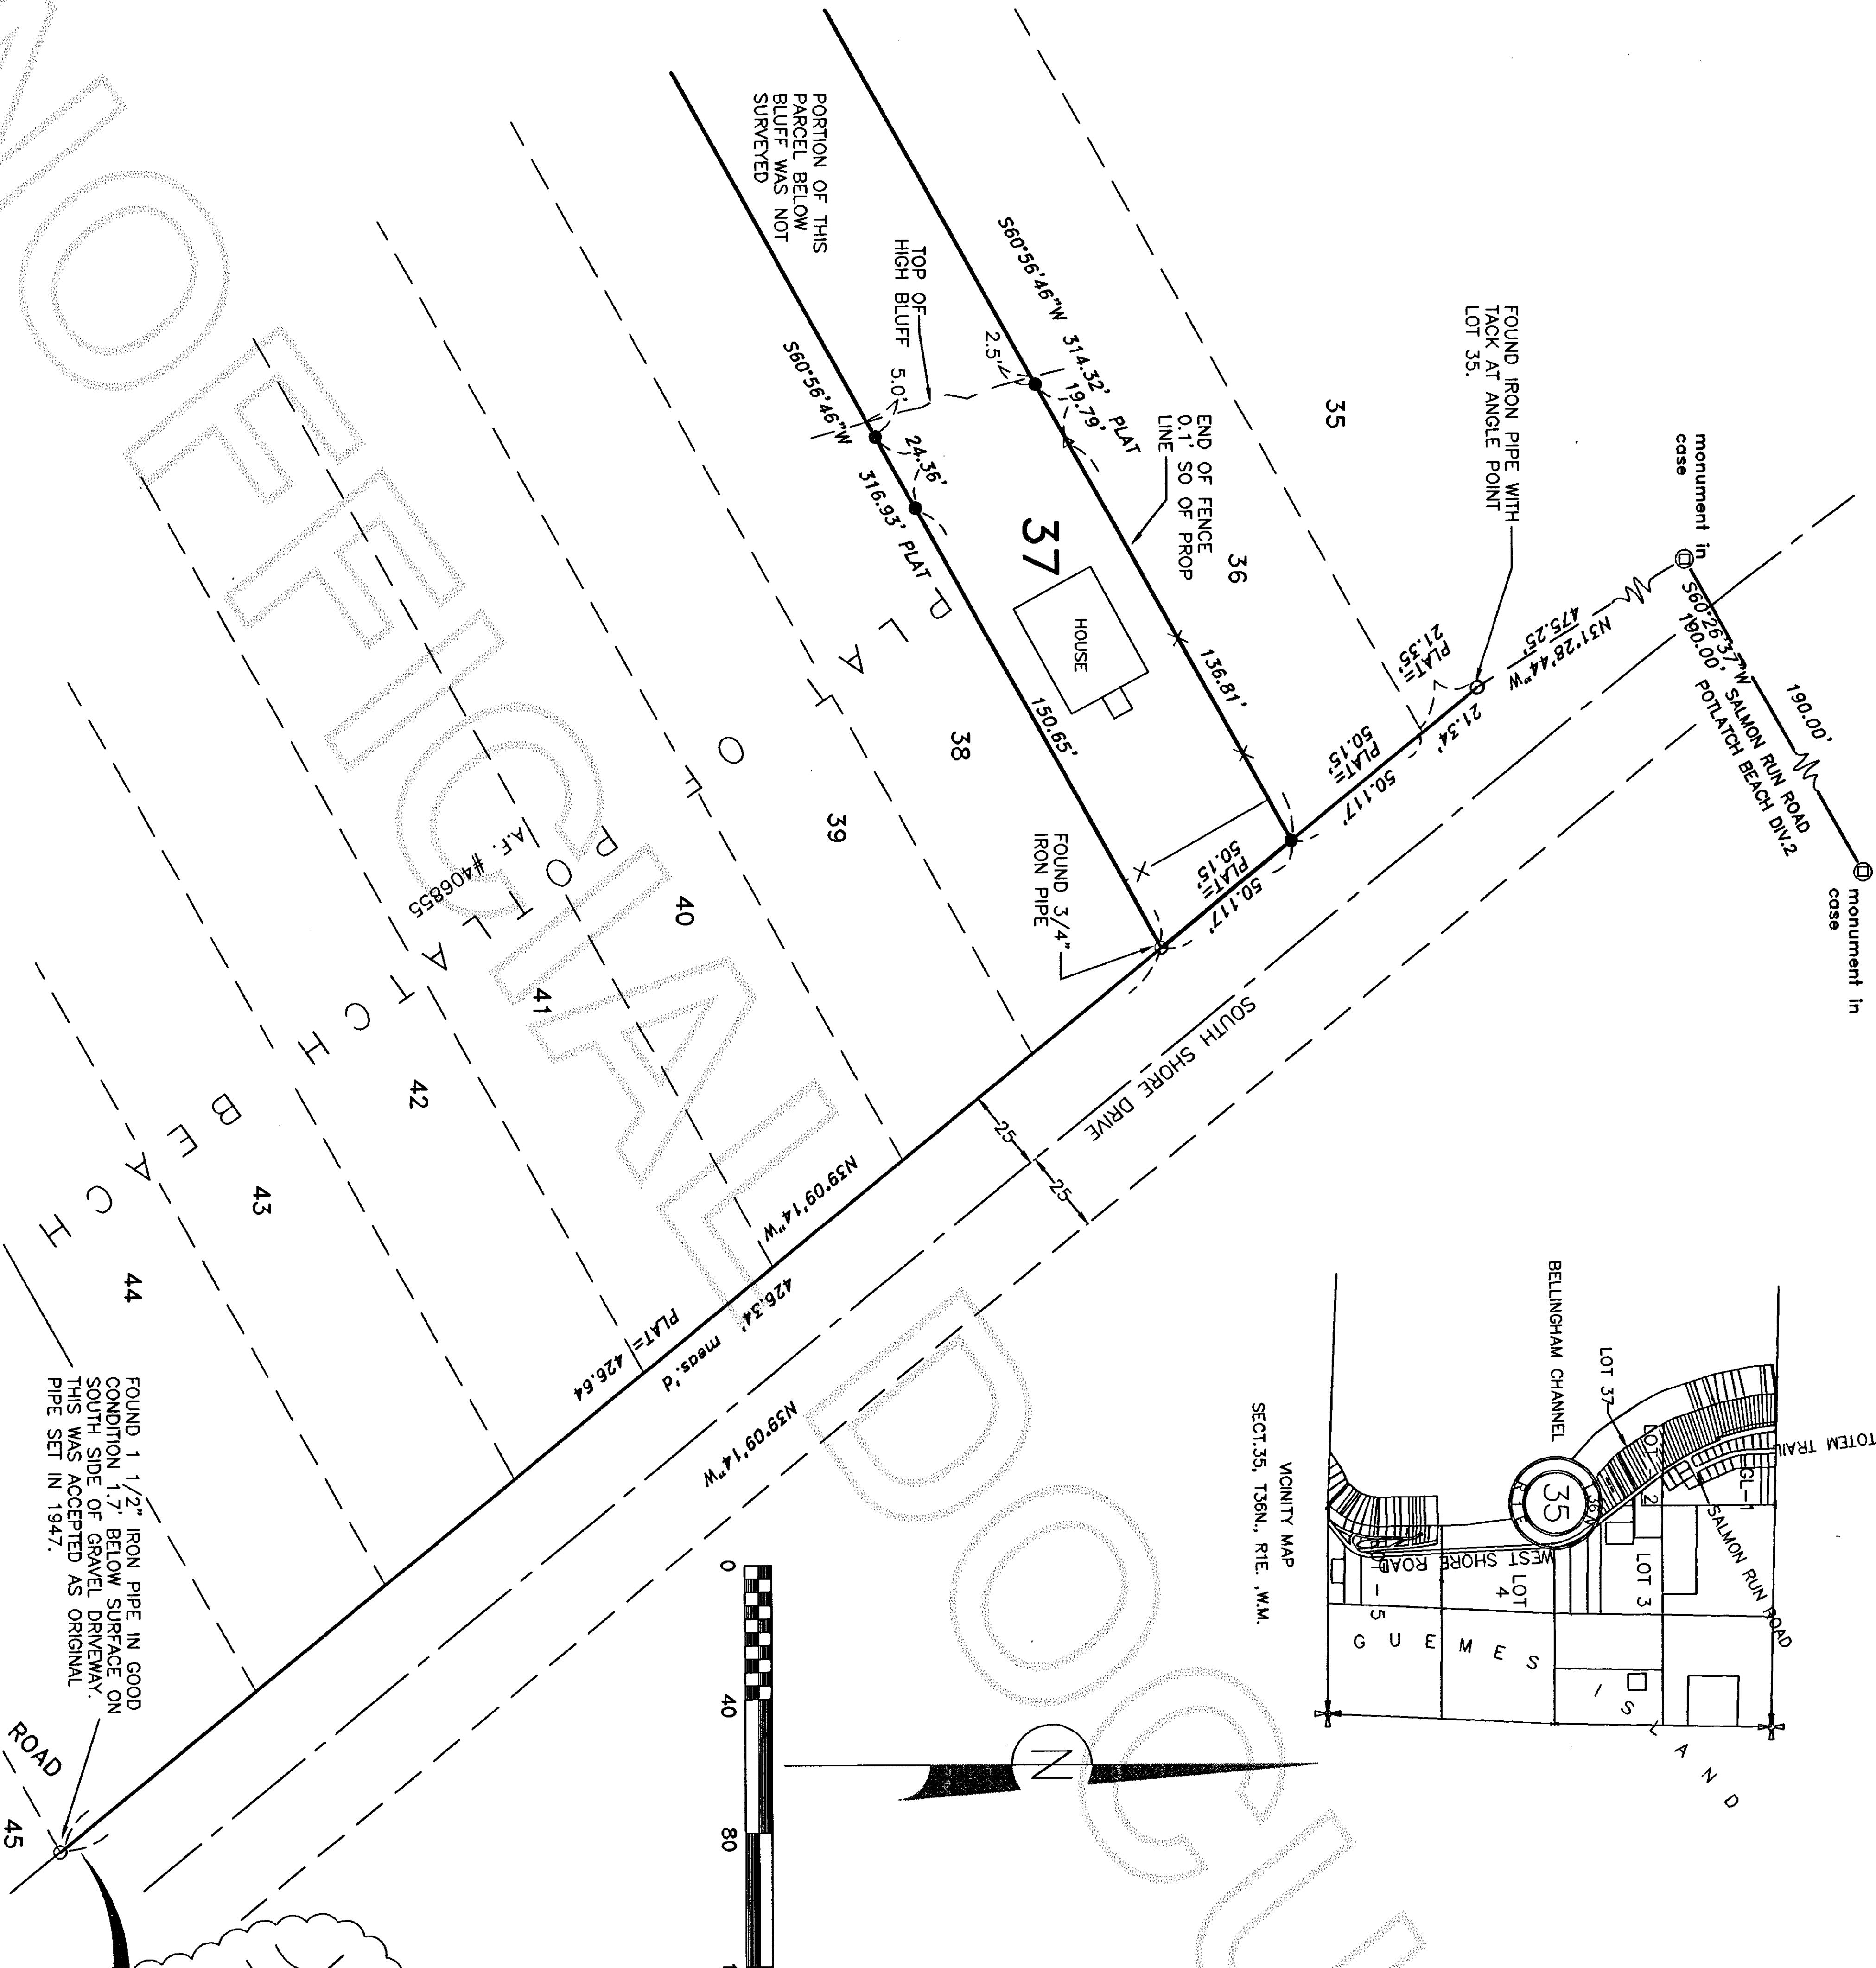 monument in
case
S60°26'37"W
190.00'
SALMON RUN ROAD
POTLATCH BEACH DIV.2
190.00'
monument in
case
N31°28'44"W
475.25'
FOUND IRON PIPE WITH
TACK AT ANGLE POINT
LOT 35.
PLAT=
21.35'
21.34'
PLAT=
50.15'
50.117'
PLAT=
50.15'
50.117'
35
36
END OF FENCE
0.1' SO OF PROP
LINE
S60°56'46"W 314.32' PLAT
19.79'
2.5'
136.81'
37
HOUSE
TOP OF
HIGH BLUFF
5.0'
PORTION OF THIS
PARCEL BELOW
BLUFF WAS NOT
SURVEYED
S60°56'46"W
24.36'
316.93' PLAT
150.65'
FOUND 3/4"
IRON PIPE
38
39
40
41
42
43
44
45
PLAT OF POTLATCH BEACH
A.F. #406855
SOUTH SHORE DRIVE
25
25
N39°09'14"W
426.34' meas.'d
PLAT= 426.64
N39°09'14"W
FOUND 1 1/2" IRON PIPE IN GOOD
CONDITION 1.7' BELOW SURFACE ON
SOUTH SIDE OF GRAVEL DRIVEWAY.
THIS WAS ACCEPTED AS ORIGINAL
PIPE SET IN 1947.
ROAD
0
40
80
N
TOTEM TRAIL
GL-1
SALMON RUN ROAD
LOT 37
LOT 3
BELLINGHAM CHANNEL
35
WEST SHORE ROAD
LOT
4
GUEMES ISLAND
VICINITY MAP
SECT.35, T36N., R1E. ,W.M.
UNOFFICIAL DOCU